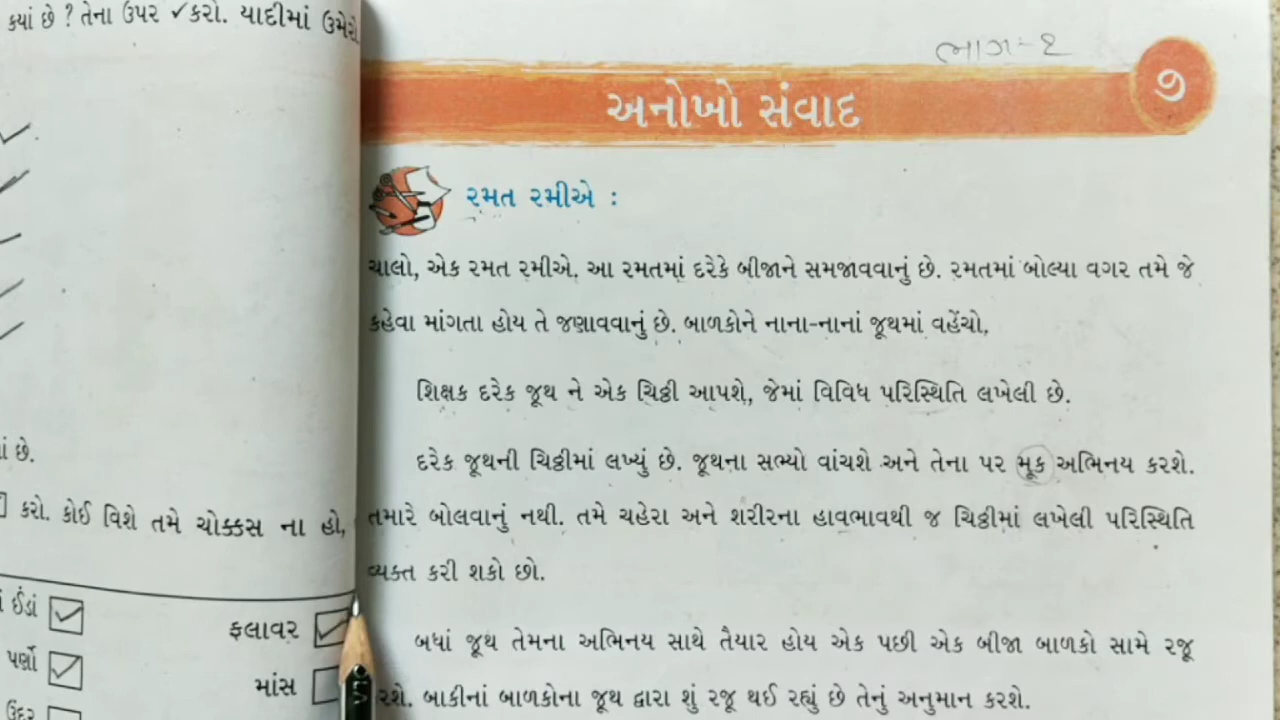 ક્યાં છે ? તેના ઉપર ✓કરો. યાદીમાં ઉમેરો
છે.
કરો. કોઈ વિશે તમે ચોક્કસ ના હો,
ઈંડાં
ફલાવર
પર્ણો
માંસ
ઉંદર
ભાગ-૨
અનોખો સંવાદ
૭
રમત રમીએ :
ચાલો, એક રમત રમીએ. આ રમતમાં દરેકે બીજાને સમજાવવાનું છે. રમતમાં બોલ્યા વગર તમે જે
કહેવા માંગતા હોય તે જણાવવાનું છે. બાળકોને નાના-નાનાં જૂથમાં વહેંચો.
શિક્ષક દરેક જૂથ ને એક ચિઠ્ઠી આપશે, જેમાં વિવિધ પરિસ્થિતિ લખેલી છે.
દરેક જૂથની ચિઠ્ઠીમાં લખ્યું છે. જૂથના સભ્યો વાંચશે અને તેના પર મૂક અભિનય કરશે.
તમારે બોલવાનું નથી. તમે ચહેરા અને શરીરના હાવભાવથી જ ચિઠ્ઠીમાં લખેલી પરિસ્થિતિ
વ્યક્ત કરી શકો છો.
બધાં જૂથ તેમના અભિનય સાથે તૈયાર હોય એક પછી એક બીજા બાળકો સામે રજૂ
રશે. બાકીનાં બાળકોના જૂથ દ્વારા શું રજૂ થઈ રહ્યું છે તેનું અનુમાન કરશે.